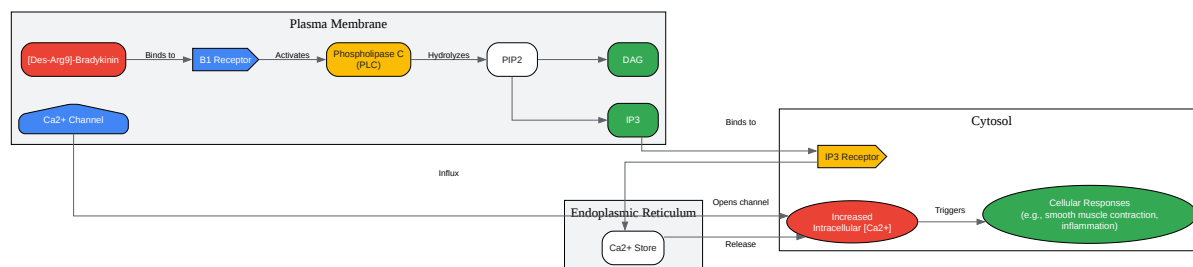 Plasma Membrane
[Des-Arg9]-Bradykinin
Binds to
B1 Receptor
Activates
Phospholipase C
(PLC)
Hydrolyzes
PIP2
DAG
Ca2+ Channel
IP3
Binds to
Cytosol
IP3 Receptor
Influx
Endoplasmic Reticulum
Opens channel
Increased
Intracellular [Ca2+]
Triggers
Cellular Responses
(e.g., smooth muscle contraction,
inflammation)
Ca2+ Store
Release